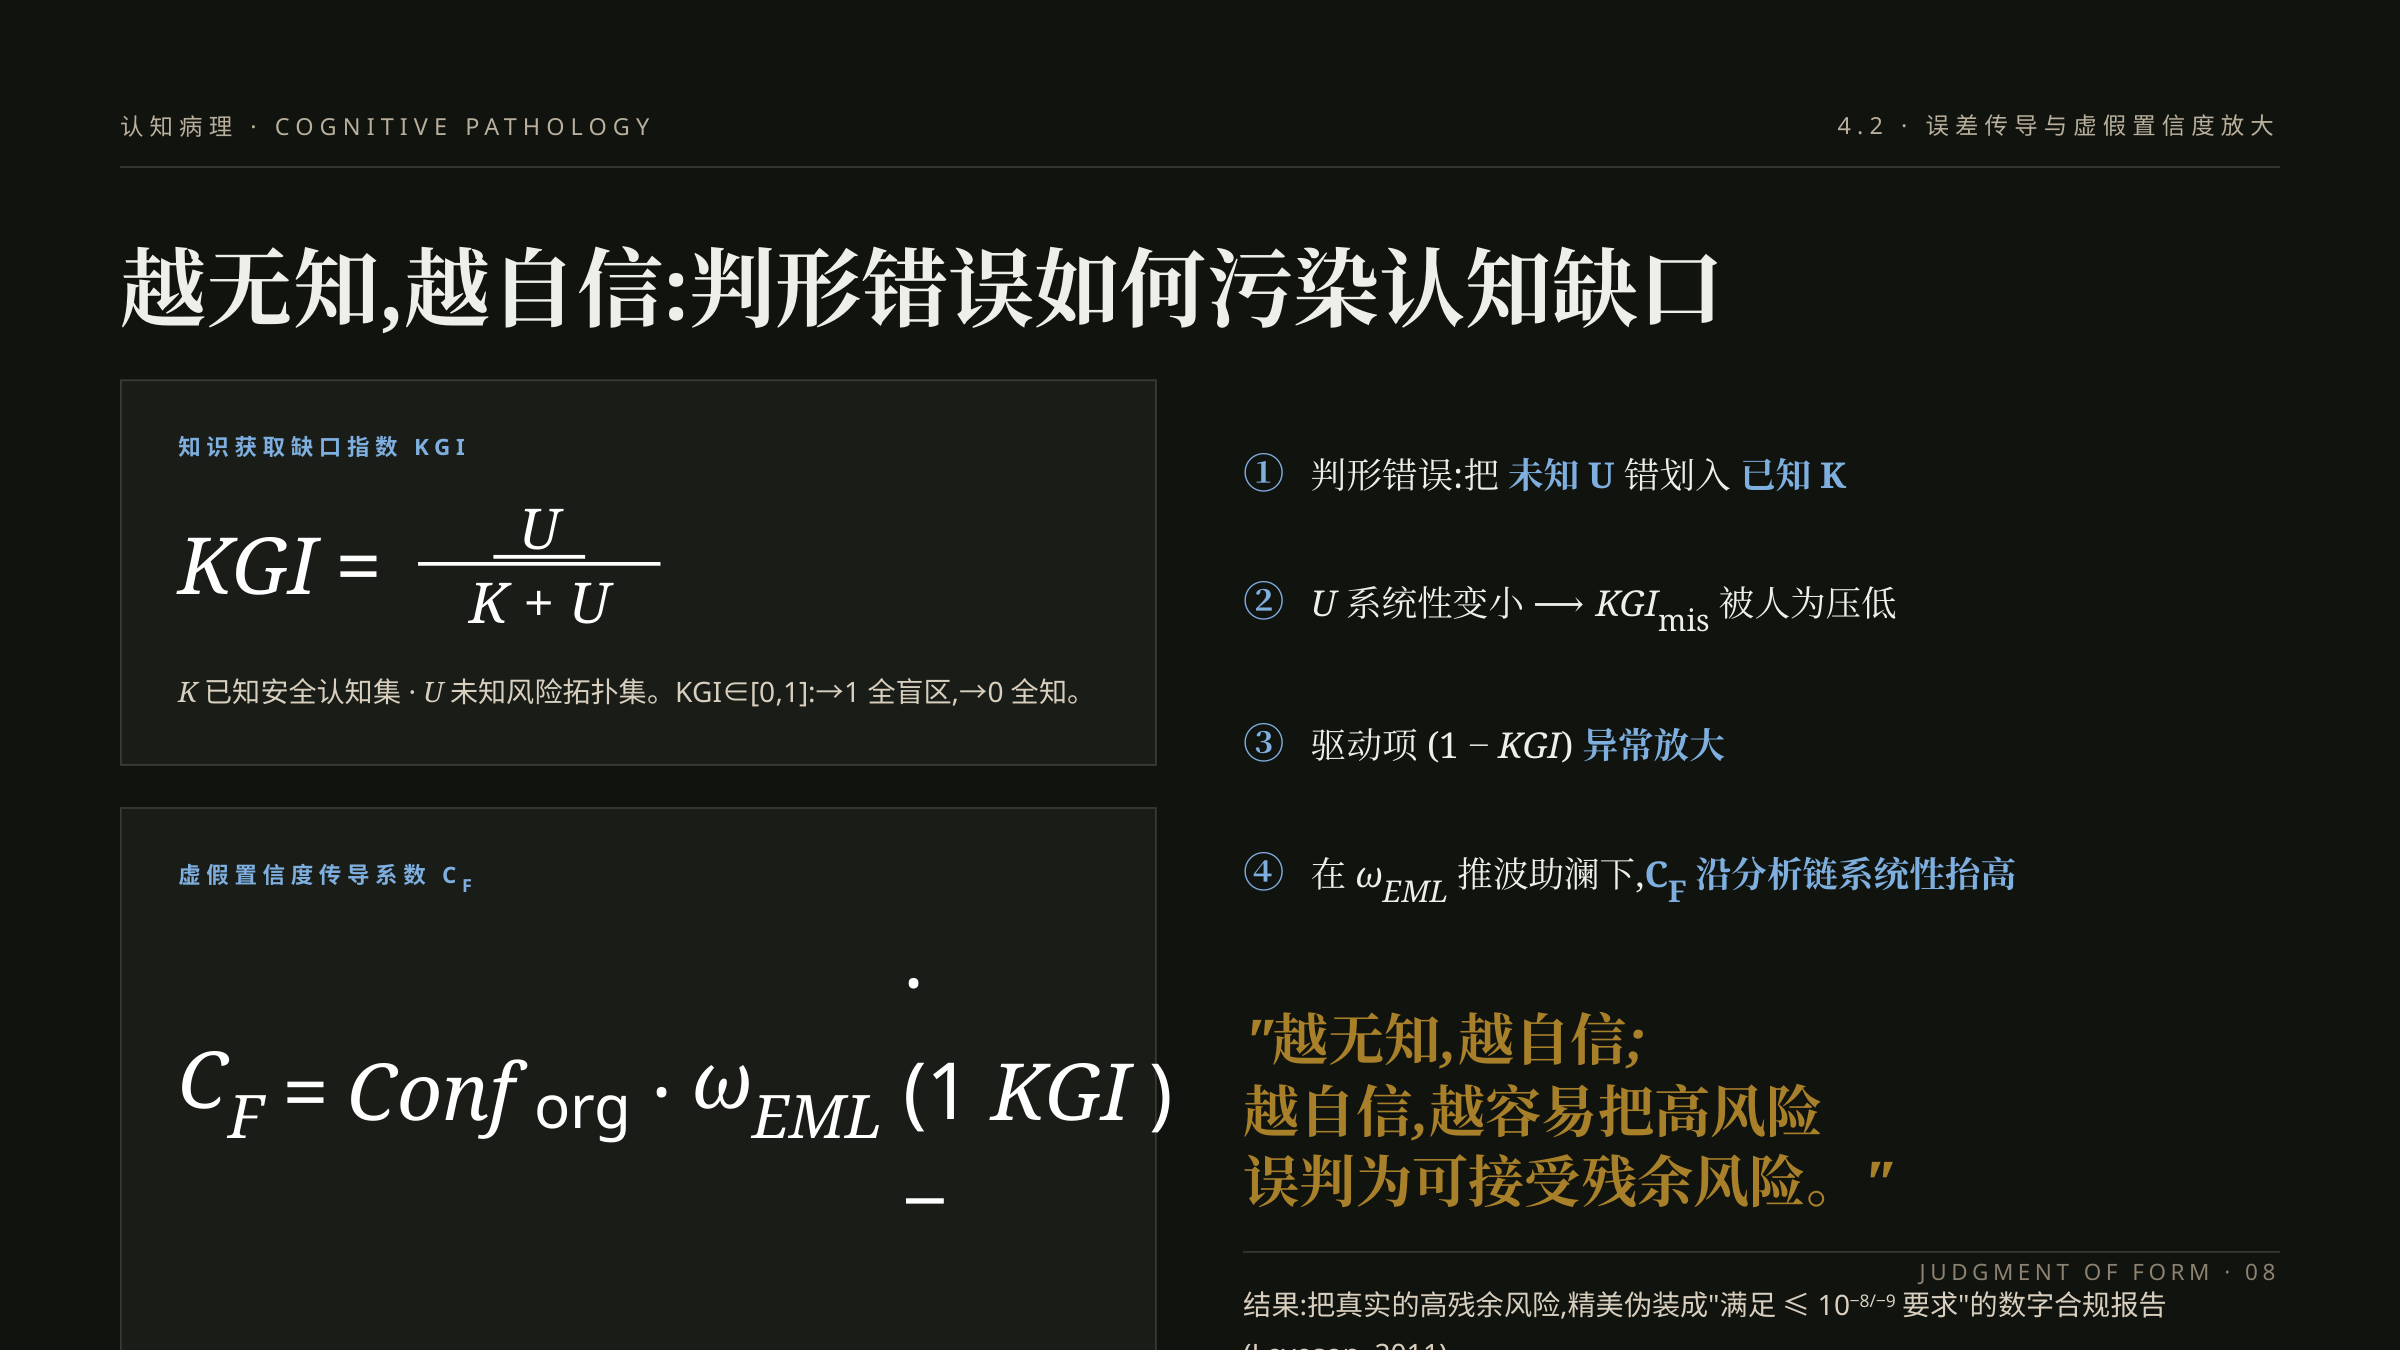 认知病理 · COGNITIVE PATHOLOGY
4.2 · 误差传导与虚假置信度放大
越无知,越自信:判形错误如何污染认知缺口
知识获取缺口指数 KGI
KGI = U / K + U
K 已知安全认知集 · U 未知风险拓扑集。KGI∈[0,1]:→1 全盲区,→0 全知。
虚假置信度传导系数 C_F
C_F = Conf_org · ω_EML · (1 − KGI)
① 判形错误:把 未知 U 错划入 已知 K
② U 系统性变小 ⟶ KGI_mis 被人为压低
③ 驱动项 (1 − KGI) 异常放大
④ 在 ω_EML 推波助澜下,C_F 沿分析链系统性抬高
"越无知,越自信;
越自信,越容易把高风险
误判为可接受残余风险。"
JUDGMENT OF FORM · 08
结果:把真实的高残余风险,精美伪装成"满足 ≤ 10⁻⁸/⁻⁹ 要求"的数字合规报告